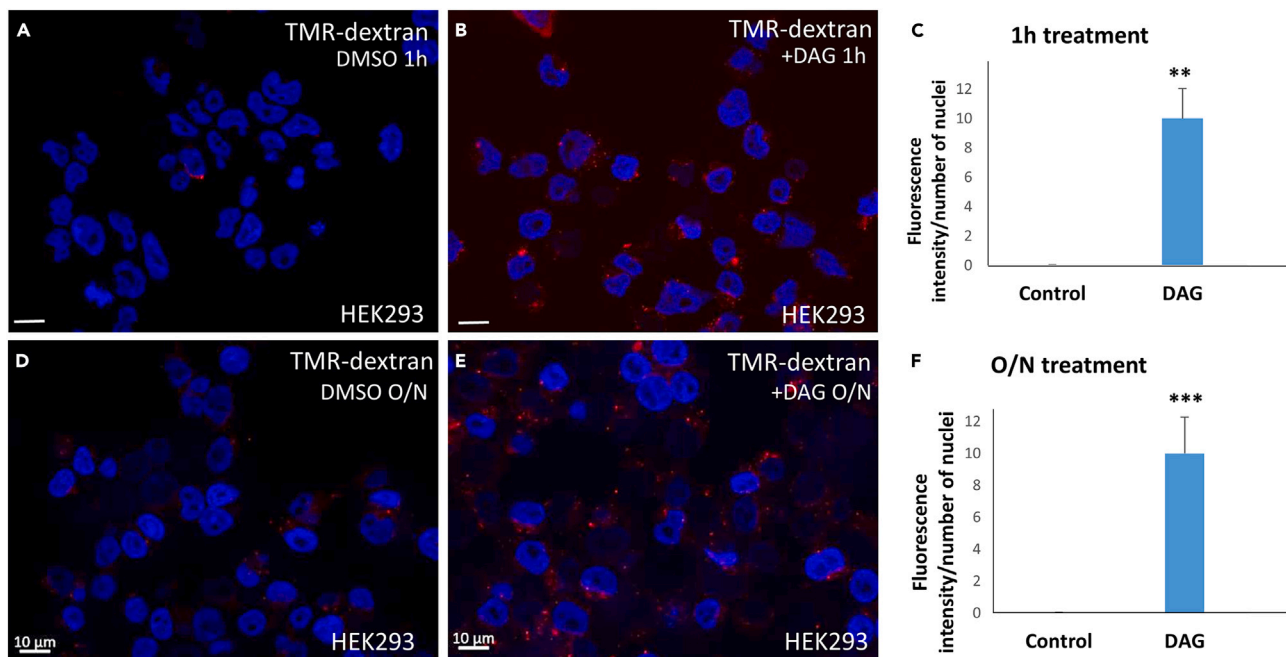 A
TMR-dextran
DMSO 1h
HEK293
B
TMR-dextran
+DAG 1h
HEK293
C
1h treatment
Fluorescence
intensity/number of nuclei
12
10
8
6
4
2
0
**
Control
DAG
D
TMR-dextran
DMSO O/N
10 µm
HEK293
E
TMR-dextran
+DAG O/N
10 µm
HEK293
F
O/N treatment
Fluorescence
intensity/number of nuclei
12
10
8
6
4
2
0
***
Control
DAG